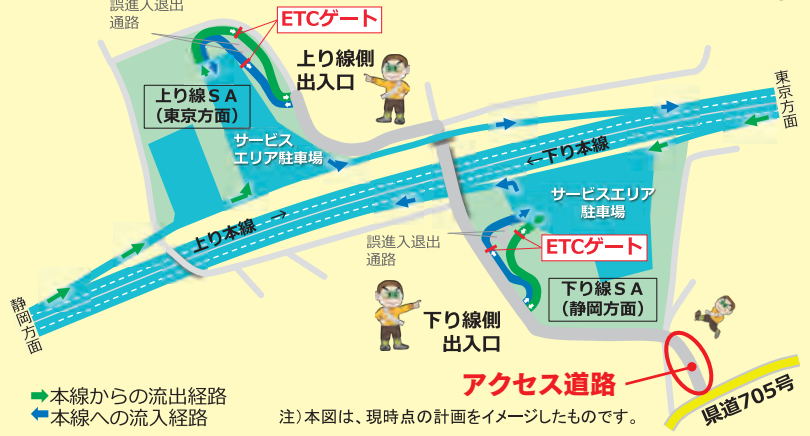 誤進入退出
通路
ETCゲート
上り線側
出入口
上り線ＳＡ
（東京方面）
サービス
エリア駐車場
東京方面
←下り本線
サービスエリア
駐車場
上り本線 →
誤進入退出
通路
ETCゲート
下り線ＳＡ
（静岡方面）
静岡方面
下り線側
出入口
アクセス道路
県道705号
➡本線からの流出経路
⬅本線への流入経路
注）本図は、現時点の計画をイメージしたものです。